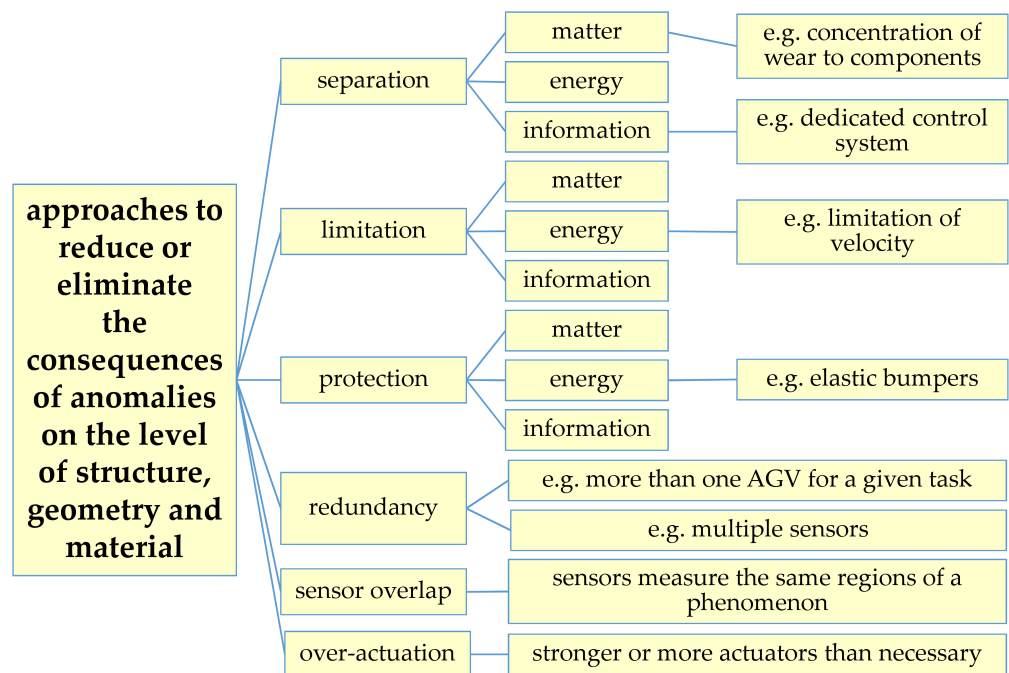 approaches to
reduce or
eliminate
the
consequences
of anomalies
on the level
of structure,
geometry and
material
separation
matter
e.g. concentration of
wear to components
energy
information
e.g. dedicated control
system
limitation
matter
energy
e.g. limitation of
velocity
information
protection
matter
energy
e.g. elastic bumpers
information
redundancy
e.g. more than one AGV for a given task
e.g. multiple sensors
sensor overlap
sensors measure the same regions of a
phenomenon
over-actuation
stronger or more actuators than necessary